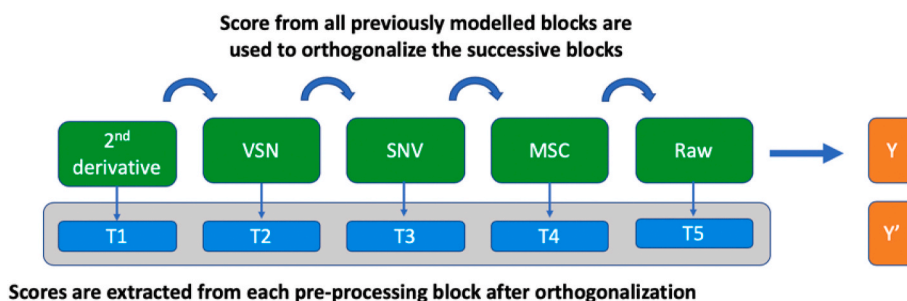 Score from all previously modelled blocks are
used to orthogonalize the successive blocks
2nd
derivative
VSN
SNV
MSC
Raw
Y
T1
T2
T3
T4
T5
Y'
Scores are extracted from each pre-processing block after orthogonalization